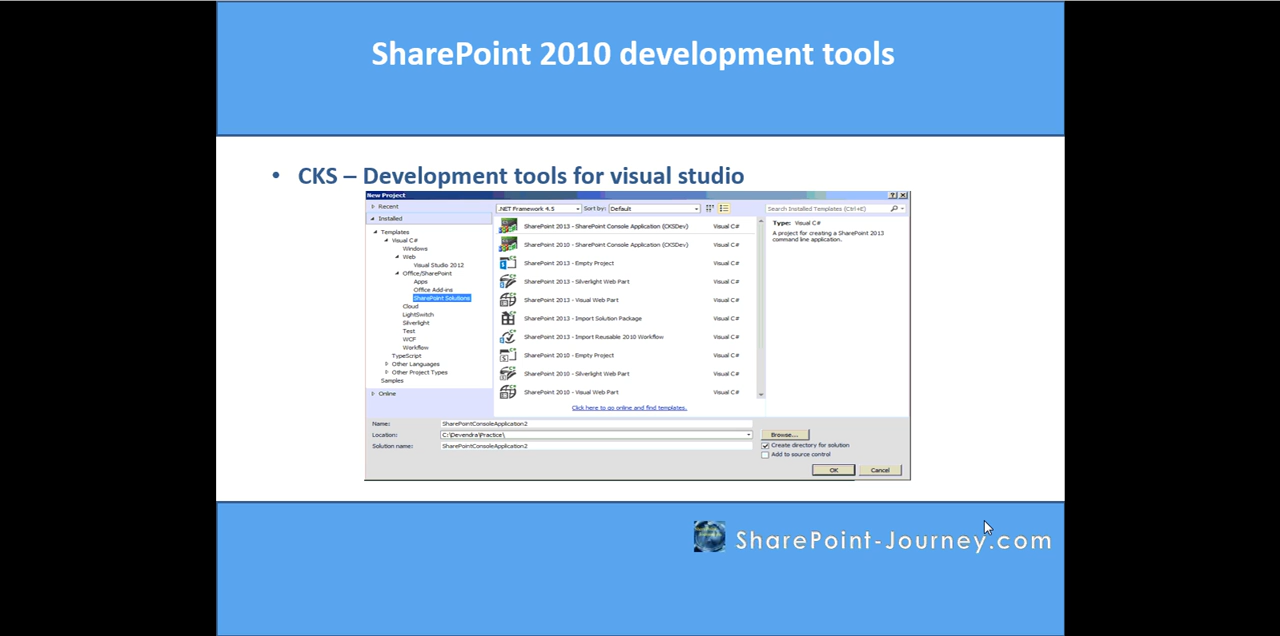 SharePoint 2010 development tools
• CKS – Development tools for visual studio
New Project
Recent
.NET Framework 4.5 Sort by: Default
Search Installed Templates (Ctrl+E)
Installed
Templates
Visual C#
Windows
Web
Visual Studio 2012
Office/SharePoint
Apps
Office Add-ins
SharePoint Solutions
Cloud
LightSwitch
Silverlight
Test
WCF
Workflow
TypeScript
Other Languages
Other Project Types
Samples
Online
SharePoint 2013 - SharePoint Console Application (CKSDev) Visual C#
SharePoint 2010 - SharePoint Console Application (CKSDev) Visual C#
SharePoint 2013 - Empty Project Visual C#
SharePoint 2013 - Silverlight Web Part Visual C#
SharePoint 2013 - Visual Web Part Visual C#
SharePoint 2013 - Import Solution Package Visual C#
SharePoint 2013 - Import Reusable 2010 Workflow Visual C#
SharePoint 2010 - Empty Project Visual C#
SharePoint 2010 - Silverlight Web Part Visual C#
SharePoint 2010 - Visual Web Part Visual C#
Click here to go online and find templates.
Type: Visual C#
A project for creating a SharePoint 2013
command line application.
Name: SharePointConsoleApplication2
Location: C:\Devendra\Practice\
Browse...
Solution name: SharePointConsoleApplication2
Create directory for solution
Add to source control
OK Cancel
SharePoint-Journey.com